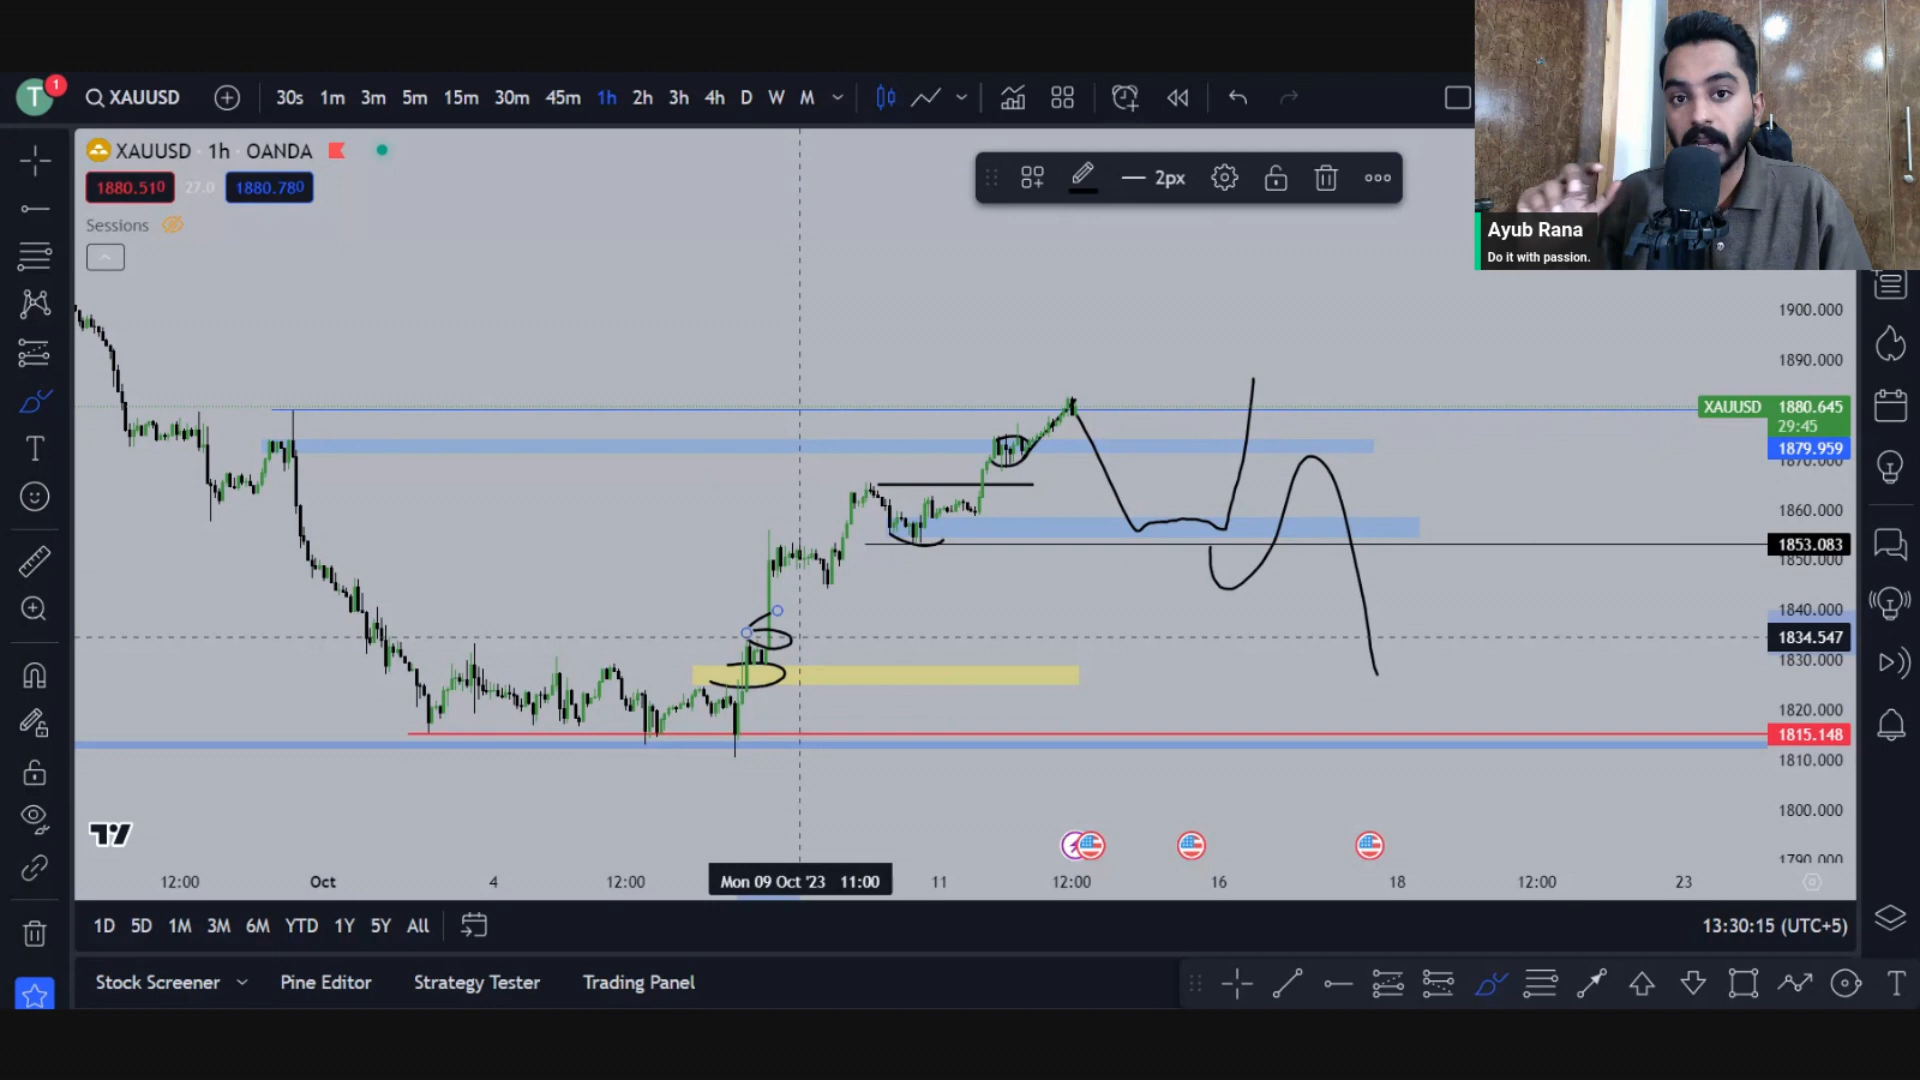 T 1 XAUUSD 30s 1m 3m 5m 15m 30m 45m 1h 2h 3h 4h D W M
XAUUSD · 1h · OANDA
1880.510 27.0 1880.780
Sessions
2px
Ayub Rana
Do it with passion.
1900.000
1890.000
XAUUSD 1880.645
29:45
1879.959
1870.000
1860.000
1853.083
1850.000
1840.000
1834.547
1830.000
1820.000
1815.148
1810.000
1800.000
1790.000
12:00 Oct 4 12:00 Mon 09 Oct '23 11:00 11 12:00 16 18 12:00 23
1D 5D 1M 3M 6M YTD 1Y 5Y All 13:30:15 (UTC+5)
Stock Screener Pine Editor Strategy Tester Trading Panel